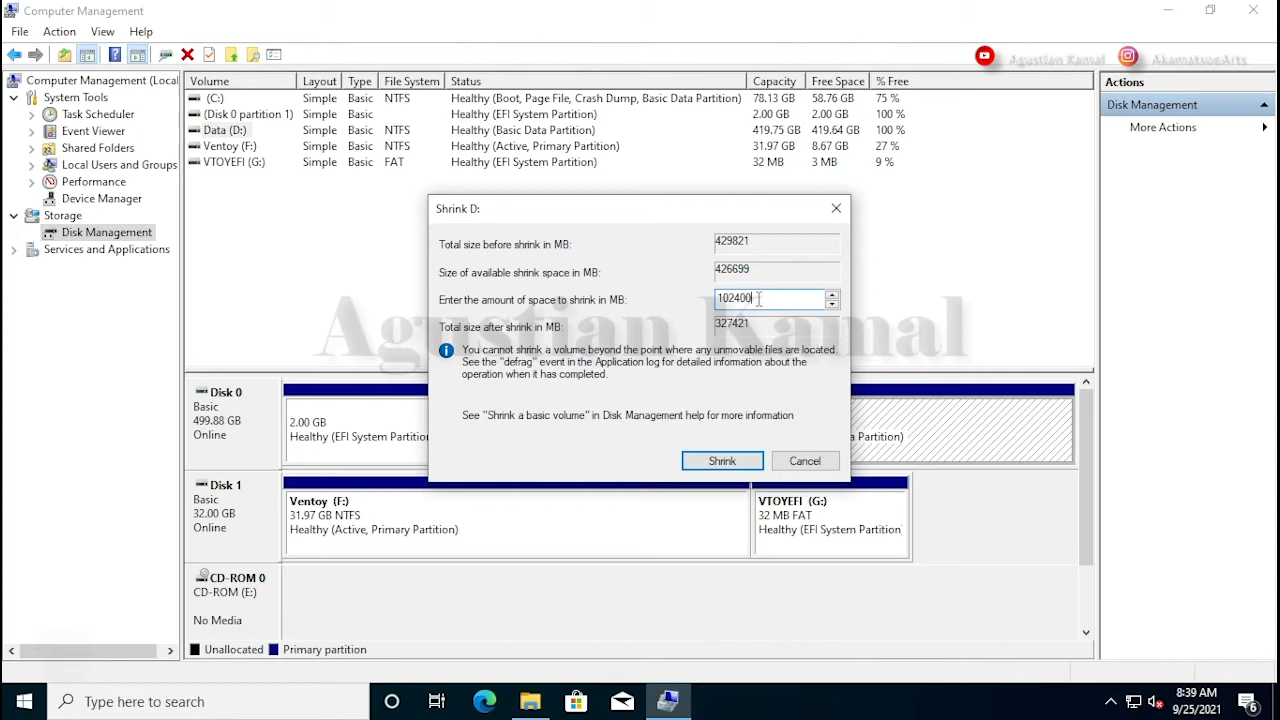 Computer Management
File Action View Help
Agustian Kamal
AkamatsueArts
Computer Management (Local
System Tools
Task Scheduler
Event Viewer
Shared Folders
Local Users and Groups
Performance
Device Manager
Storage
Disk Management
Services and Applications
Volume Layout Type File System Status Capacity Free Space % Free
(C:) Simple Basic NTFS Healthy (Boot, Page File, Crash Dump, Basic Data Partition) 78.13 GB 58.76 GB 75 %
(Disk 0 partition 1) Simple Basic Healthy (EFI System Partition) 2.00 GB 2.00 GB 100 %
Data (D:) Simple Basic NTFS Healthy (Basic Data Partition) 419.75 GB 419.64 GB 100 %
Ventoy (F:) Simple Basic NTFS Healthy (Active, Primary Partition) 31.97 GB 8.67 GB 27 %
VTOYEFI (G:) Simple Basic FAT Healthy (EFI System Partition) 32 MB 3 MB 9 %
Actions
Disk Management
More Actions
Shrink D:
Total size before shrink in MB: 429821
Size of available shrink space in MB: 426699
Enter the amount of space to shrink in MB: 102400
Total size after shrink in MB: 327421
Agustian Kamal
You cannot shrink a volume beyond the point where any unmovable files are located.
See the "defrag" event in the Application log for detailed information about the
operation when it has completed.
See "Shrink a basic volume" in Disk Management help for more information
Shrink Cancel
Disk 0
Basic
499.88 GB
Online
2.00 GB
Healthy (EFI System Partitio
a Partition)
Disk 1
Basic
32.00 GB
Online
Ventoy (F:)
31.97 GB NTFS
Healthy (Active, Primary Partition)
VTOYEFI (G:)
32 MB FAT
Healthy (EFI System Partition
CD-ROM 0
CD-ROM (E:)
No Media
Unallocated Primary partition
Type here to search
8:39 AM
9/25/2021
6